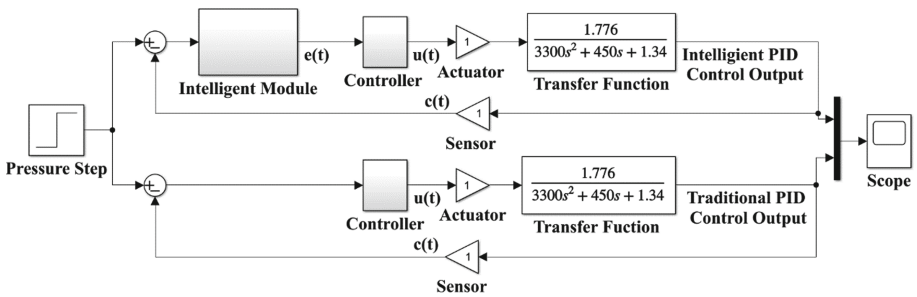 1.776
3300s² + 450s + 1.34
1
e(t)
u(t)
Intelligient PID
Control Output
Intelligent Module
Controller
Actuator
Transfer Function
c(t)
1
Sensor
Pressure Step
Scope
1.776
3300s² + 450s + 1.34
1
u(t)
Traditional PID
Control Output
Controller
Actuator
Transfer Fuction
c(t)
1
Sensor